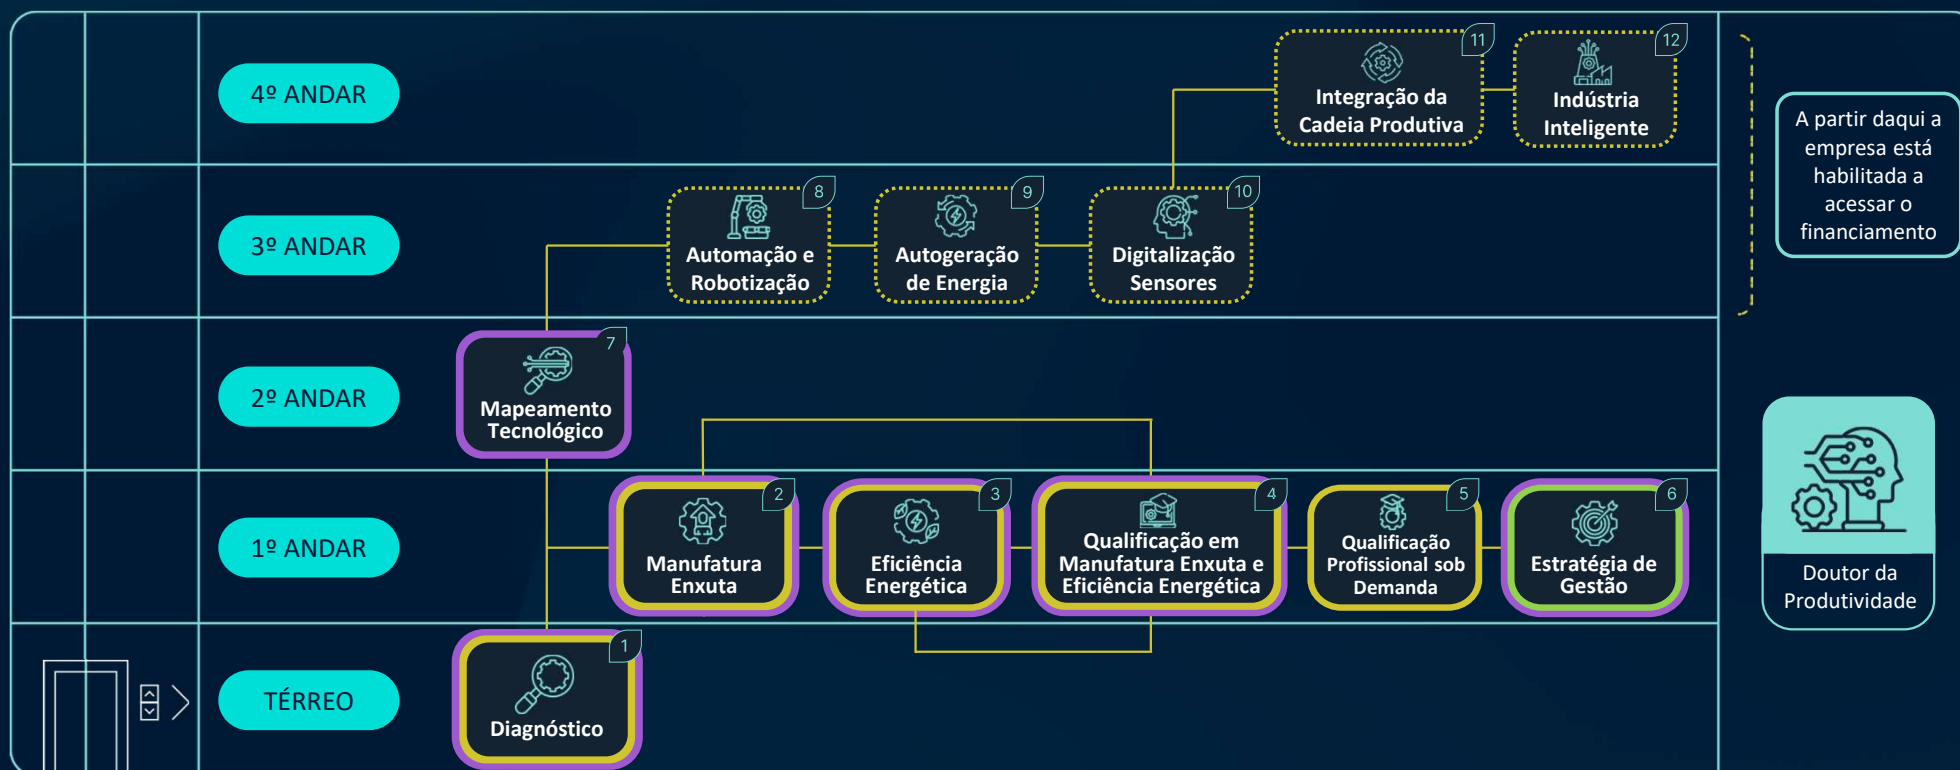 4º ANDAR
11
Integração da
Cadeia Produtiva
12
Indústria
Inteligente
A partir daqui a
empresa está
habilitada a
acessar o
financiamento
3º ANDAR
8
Automação e
Robotização
9
Autogeração
de Energia
10
Digitalização
Sensores
2º ANDAR
7
Mapeamento
Tecnológico
1º ANDAR
2
Manufatura
Enxuta
3
Eficiência
Energética
4
Qualificação em
Manufatura Enxuta e
Eficiência Energética
5
Qualificação
Profissional sob
Demanda
6
Estratégia de
Gestão
Doutor da
Produtividade
TÉRREO
1
Diagnóstico